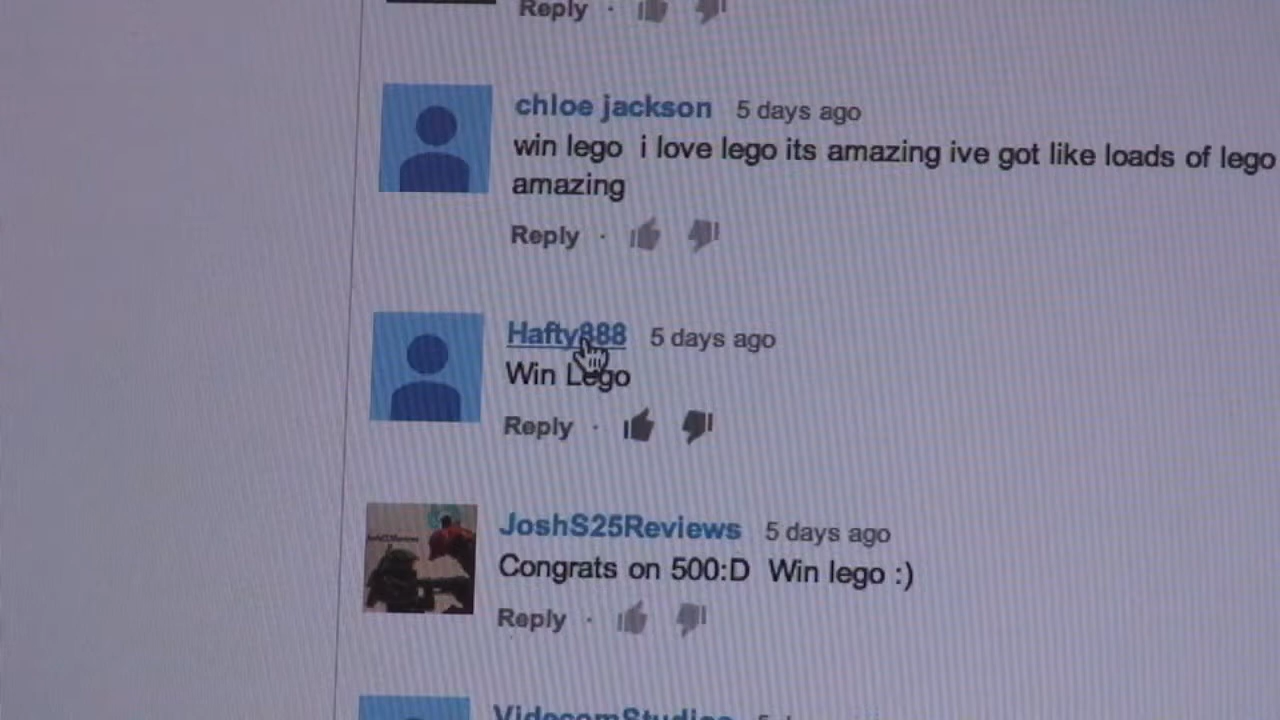 Reply ·
chloe jackson 5 days ago
win lego i love lego its amazing ive got like loads of lego
amazing
Reply ·
Hafty888 5 days ago
Win Lego
Reply ·
JoshS25Reviews 5 days ago
Congrats on 500:D Win lego :)
Reply ·
VidecomStudios